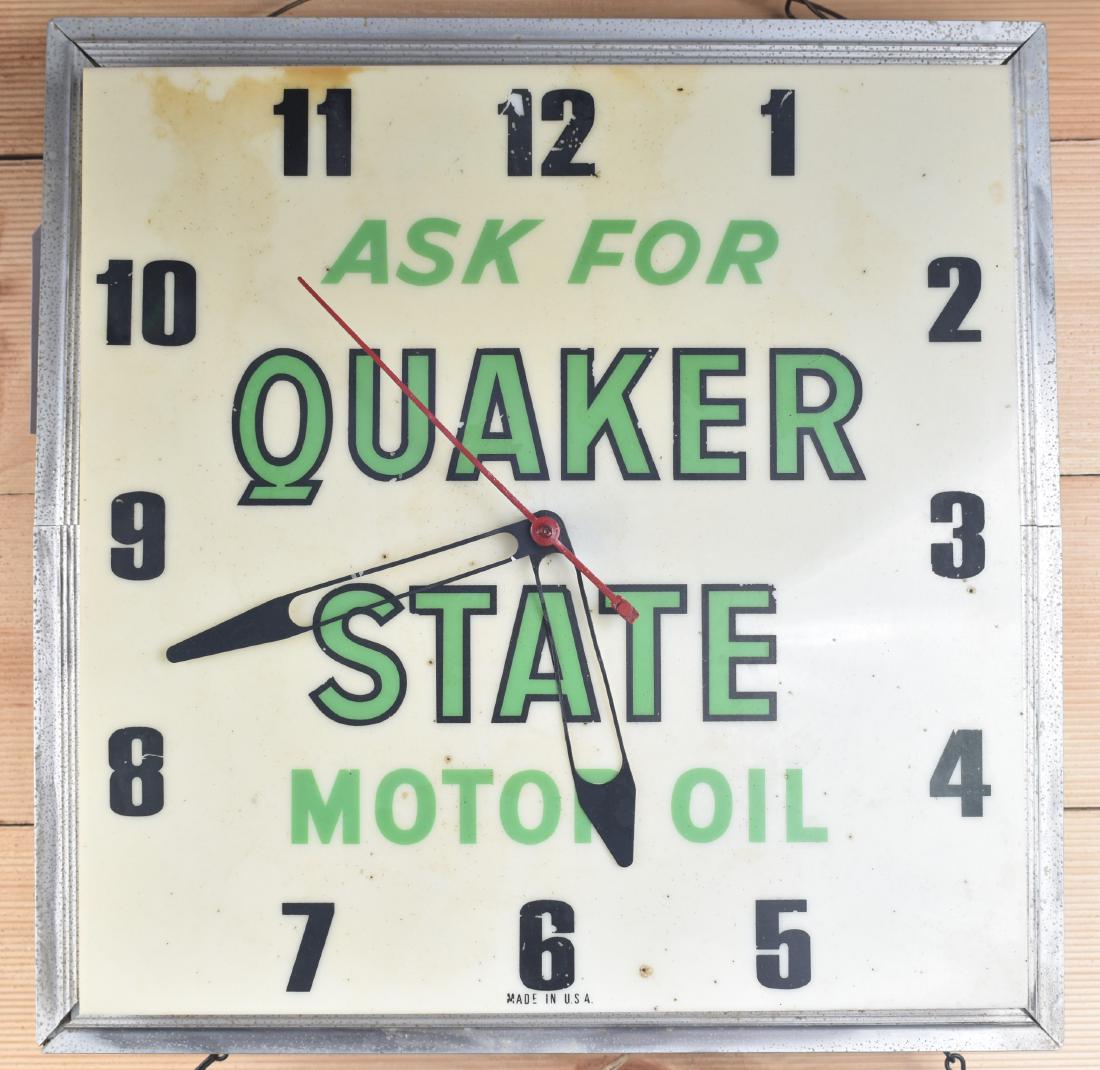 11 12 1
ASK FOR
10 2
QUAKER
9 3
STATE
8 4
MOTOR OIL
7 6 5
MADE IN U.S.A.